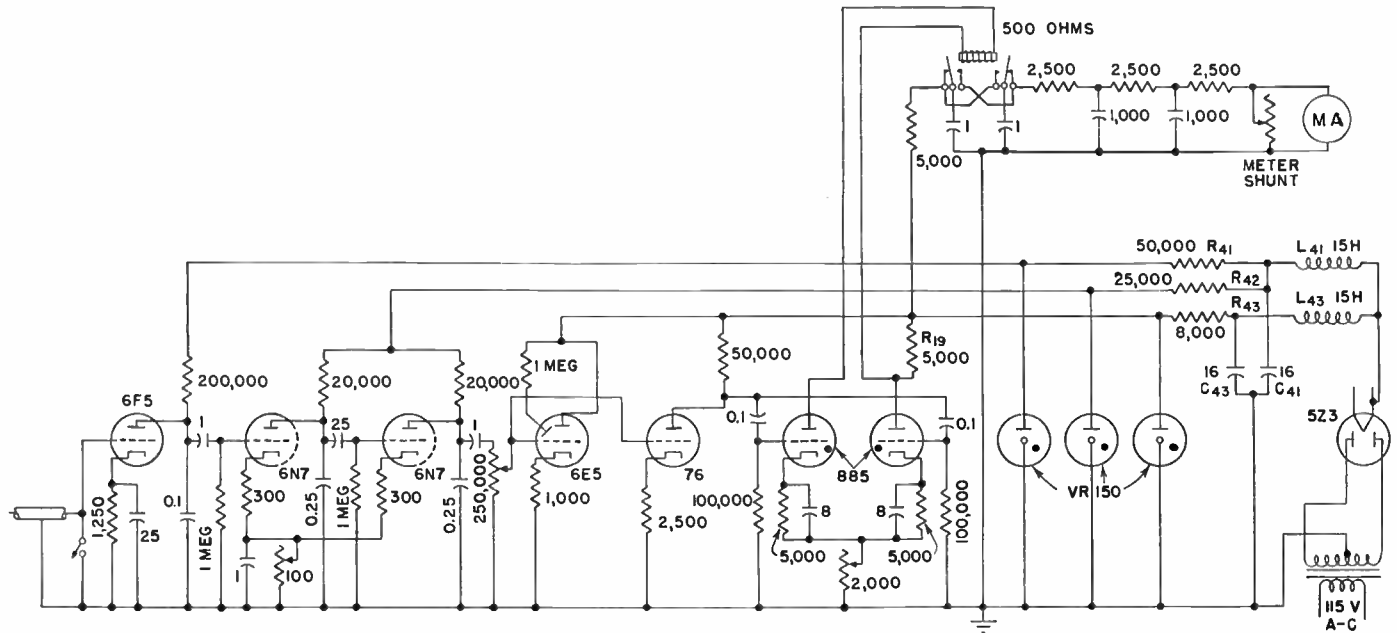 500 OHMS
2,500
2,500
2,500
1
1
1,000
1,000
MA
5,000
METER
SHUNT
50,000 R41
L41 15H
25,000
R42
R43
L43 15H
8,000
16
C43
16
C41
200,000
20,000
20,000
1 MEG
50,000
R19
5,000
6F5
5Z3
1
25
1
0.1
0.1
6N7
6N7
6E5
76
885
VR 150
1,250
25
0.1
1 MEG
300
0.25
1 MEG
300
0.25
250,000
1,000
2,500
100,000
8
8
100,000
5,000
5,000
1
100
2,000
115 V
A-C